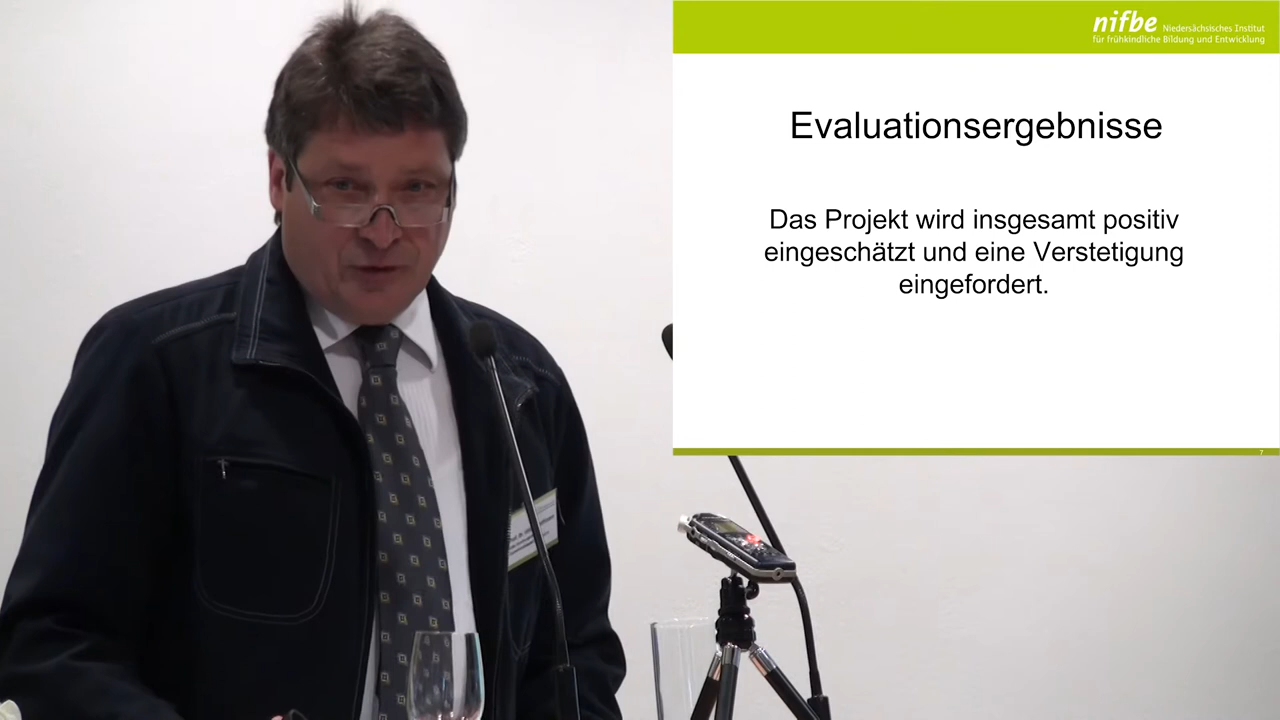 nifbe Niedersächsisches Institut
für frühkindliche Bildung und Entwicklung
Evaluationsergebnisse
Das Projekt wird insgesamt positiv
eingeschätzt und eine Verstetigung
eingefordert.
7